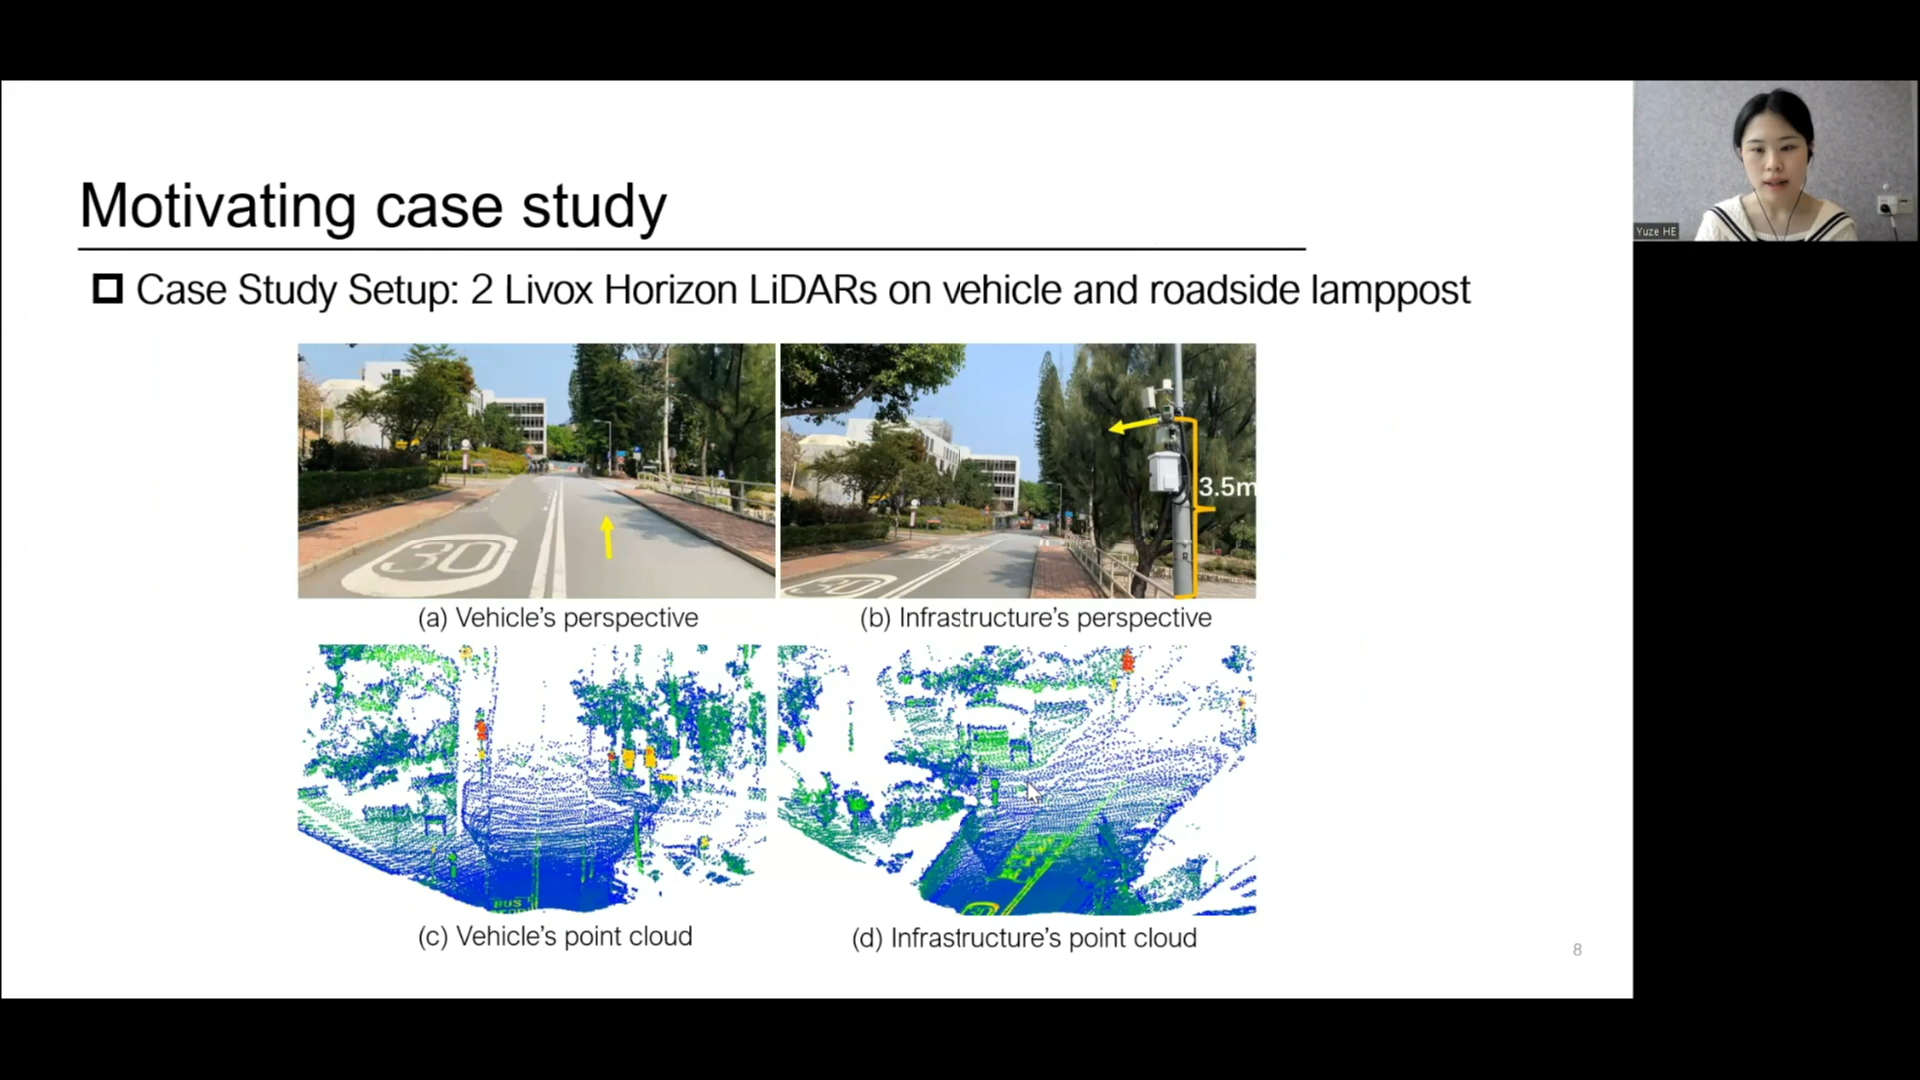 Motivating case study
Case Study Setup: 2 Livox Horizon LiDARs on vehicle and roadside lamppost
30
30
3.5m
(a) Vehicle's perspective
(b) Infrastructure's perspective
BUS
(c) Vehicle's point cloud
(d) Infrastructure's point cloud
8
Yuze HE